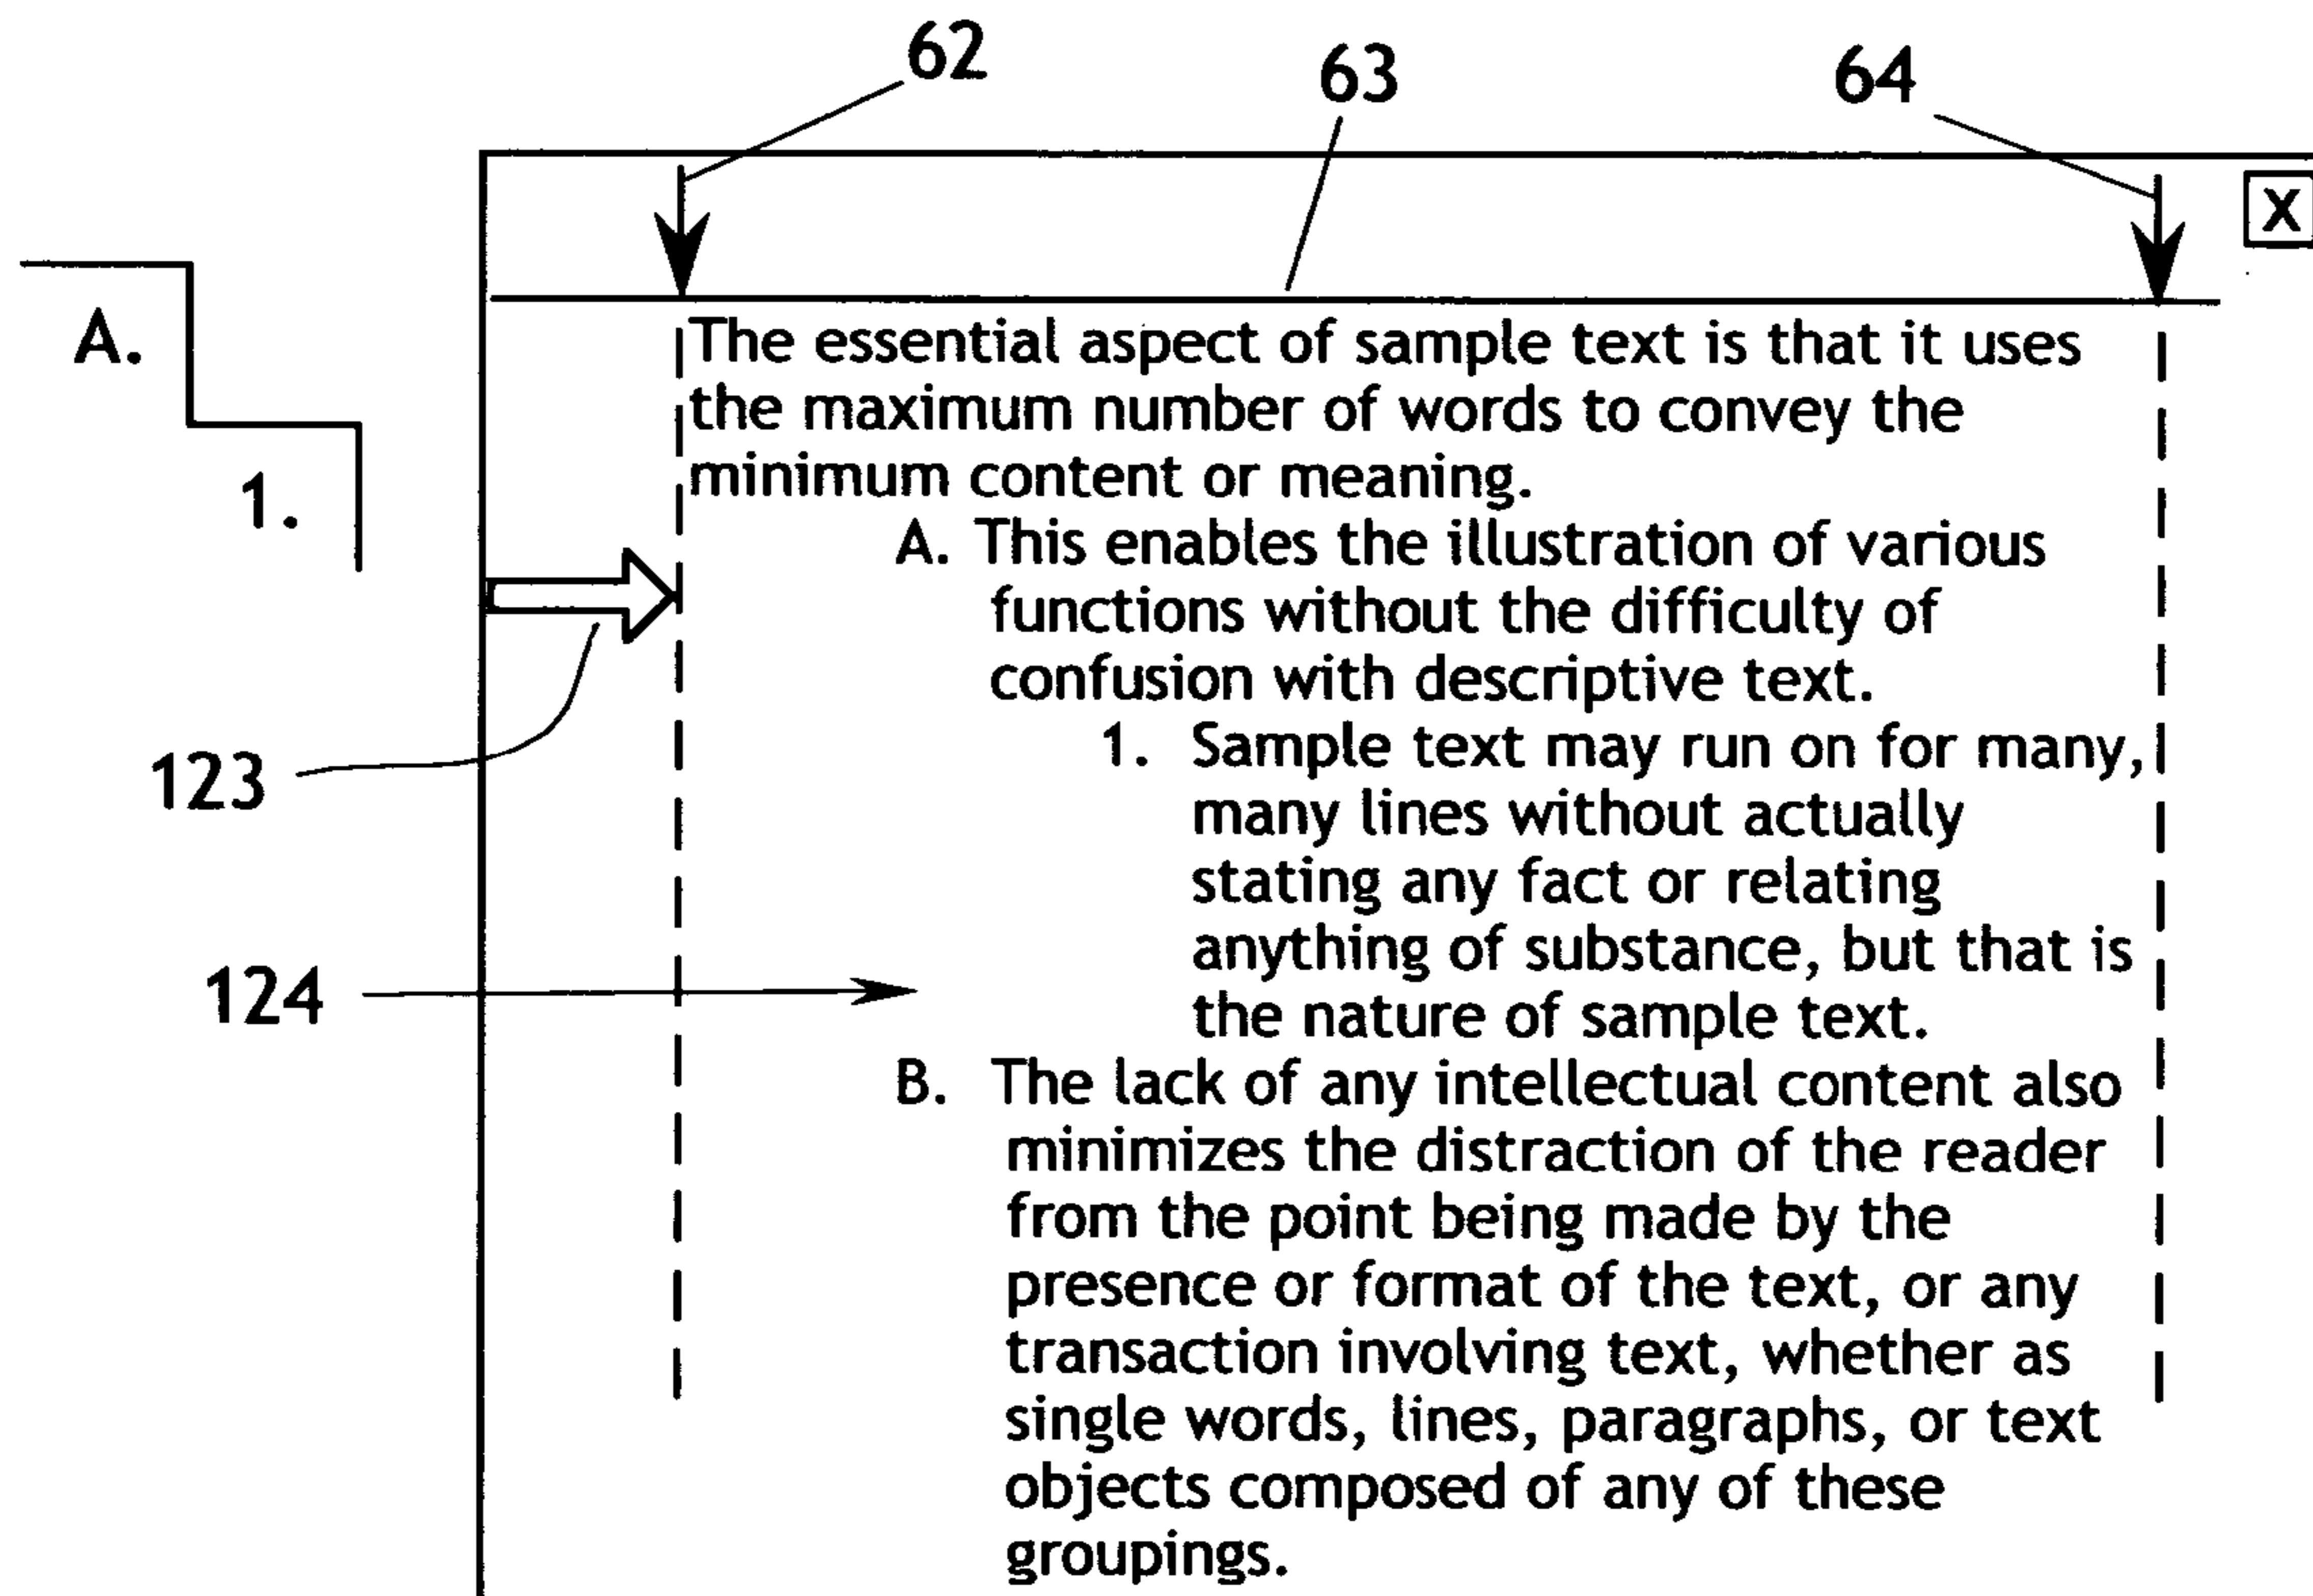 62
63
64
X
A.
1.
The essential aspect of sample text is that it uses
the maximum number of words to convey the
minimum content or meaning.
A. This enables the illustration of various
functions without the difficulty of
confusion with descriptive text.
1. Sample text may run on for many,
many lines without actually
stating any fact or relating
anything of substance, but that is
the nature of sample text.
B. The lack of any intellectual content also
minimizes the distraction of the reader
from the point being made by the
presence or format of the text, or any
transaction involving text, whether as
single words, lines, paragraphs, or text
objects composed of any of these
groupings.
123
124